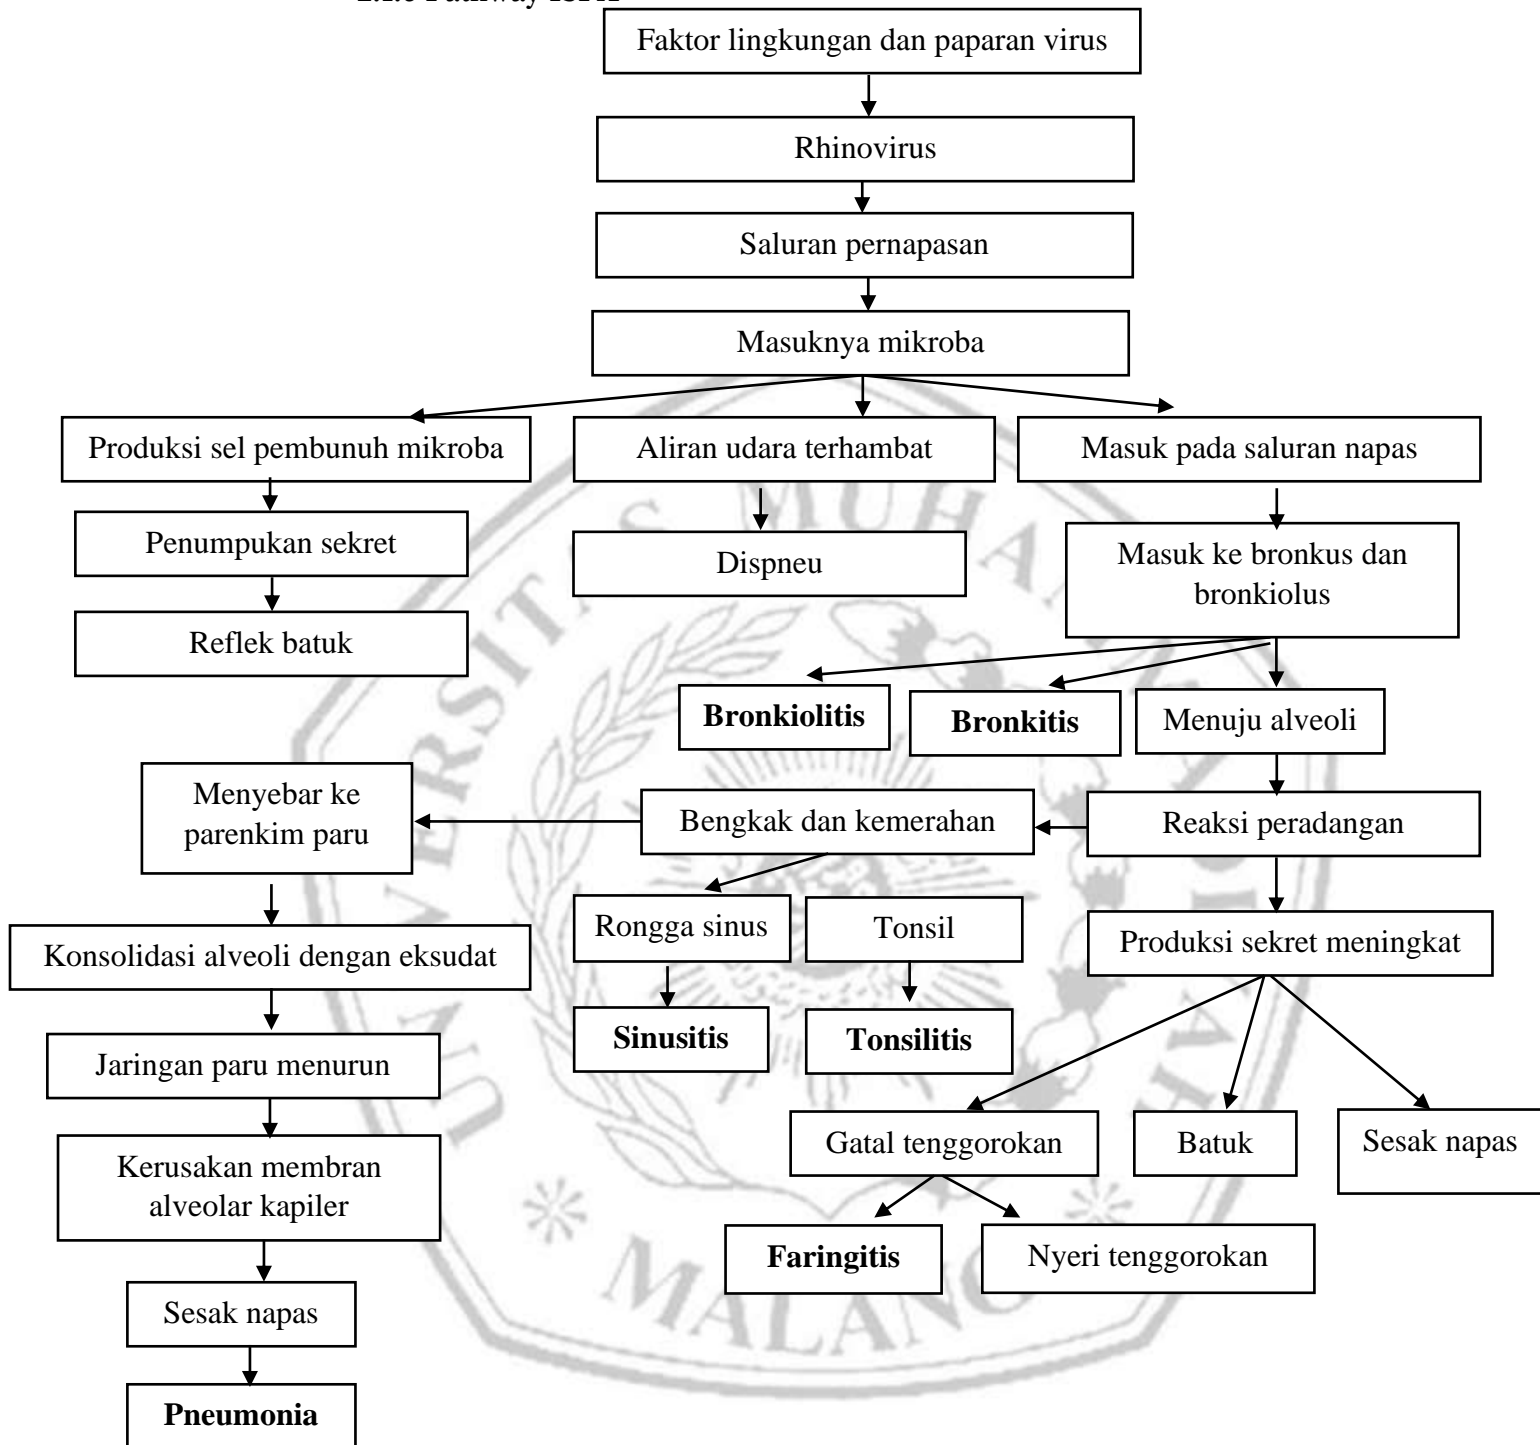 Faktor lingkungan dan paparan virus
Rhinovirus
Saluran pernapasan
Masuknya mikroba
Produksi sel pembunuh mikroba
Aliran udara terhambat
Masuk pada saluran napas
Penumpukan sekret
Dispneu
Masuk ke bronkus dan
bronkiolus
Reflek batuk
Bronkiolitis
Bronkitis
Menuju alveoli
Menyebar ke
parenkim paru
Bengkak dan kemerahan
Reaksi peradangan
Rongga sinus
Tonsil
Produksi sekret meningkat
Konsolidasi alveoli dengan eksudat
Sinusitis
Tonsilitis
Jaringan paru menurun
Gatal tenggorokan
Batuk
Sesak napas
Kerusakan membran
alveolar kapiler
Faringitis
Nyeri tenggorokan
Sesak napas
Pneumonia
MALANG